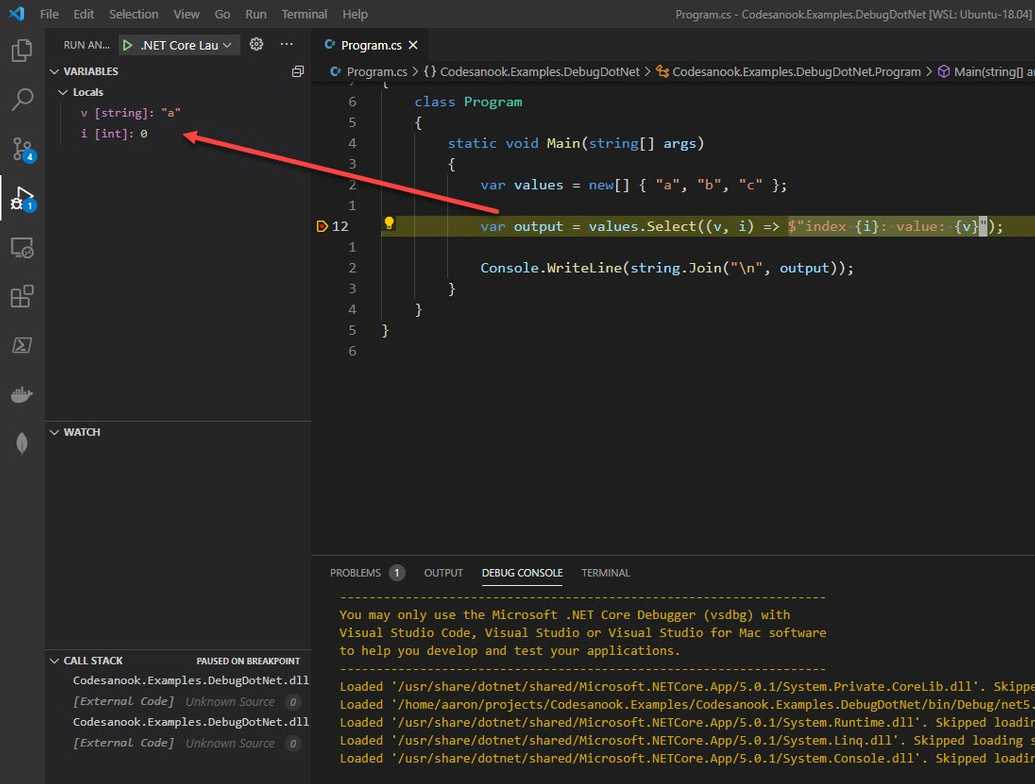 File Edit Selection View Go Run Terminal Help Program.cs - Codesanook.Examples.DebugDotNet [WSL: Ubuntu-18.04]
RUN AN... .NET Core Lau ...
Program.cs
VARIABLES
Program.cs > {} Codesanook.Examples.DebugDotNet > Codesanook.Examples.DebugDotNet.Program > Main(string[] ar
Locals
v [string]: "a"
i [int]: 0
7 {
6 class Program
5 {
4 static void Main(string[] args)
3 {
2 var values = new[] { "a", "b", "c" };
1
12 var output = values.Select((v, i) => $"index {i}: value: {v}");
1
2 Console.WriteLine(string.Join("\n", output));
3 }
4 }
5 }
6
4
1
WATCH
CALL STACK PAUSED ON BREAKPOINT
Codesanook.Examples.DebugDotNet.dll
[External Code] Unknown Source 0
Codesanook.Examples.DebugDotNet.dll
[External Code] Unknown Source 0
PROBLEMS 1 OUTPUT DEBUG CONSOLE TERMINAL
-------------------------------------------------------------------
You may only use the Microsoft .NET Core Debugger (vsdbg) with
Visual Studio Code, Visual Studio or Visual Studio for Mac software
to help you develop and test your applications.
-------------------------------------------------------------------
Loaded '/usr/share/dotnet/shared/Microsoft.NETCore.App/5.0.1/System.Private.CoreLib.dll'. Skippe
Loaded '/home/aaron/projects/Codesanook.Examples/Codesanook.Examples.DebugDotNet/bin/Debug/net5.
Loaded '/usr/share/dotnet/shared/Microsoft.NETCore.App/5.0.1/System.Runtime.dll'. Skipped loadin
Loaded '/usr/share/dotnet/shared/Microsoft.NETCore.App/5.0.1/System.Linq.dll'. Skipped loading s
Loaded '/usr/share/dotnet/shared/Microsoft.NETCore.App/5.0.1/System.Console.dll'. Skipped loadin